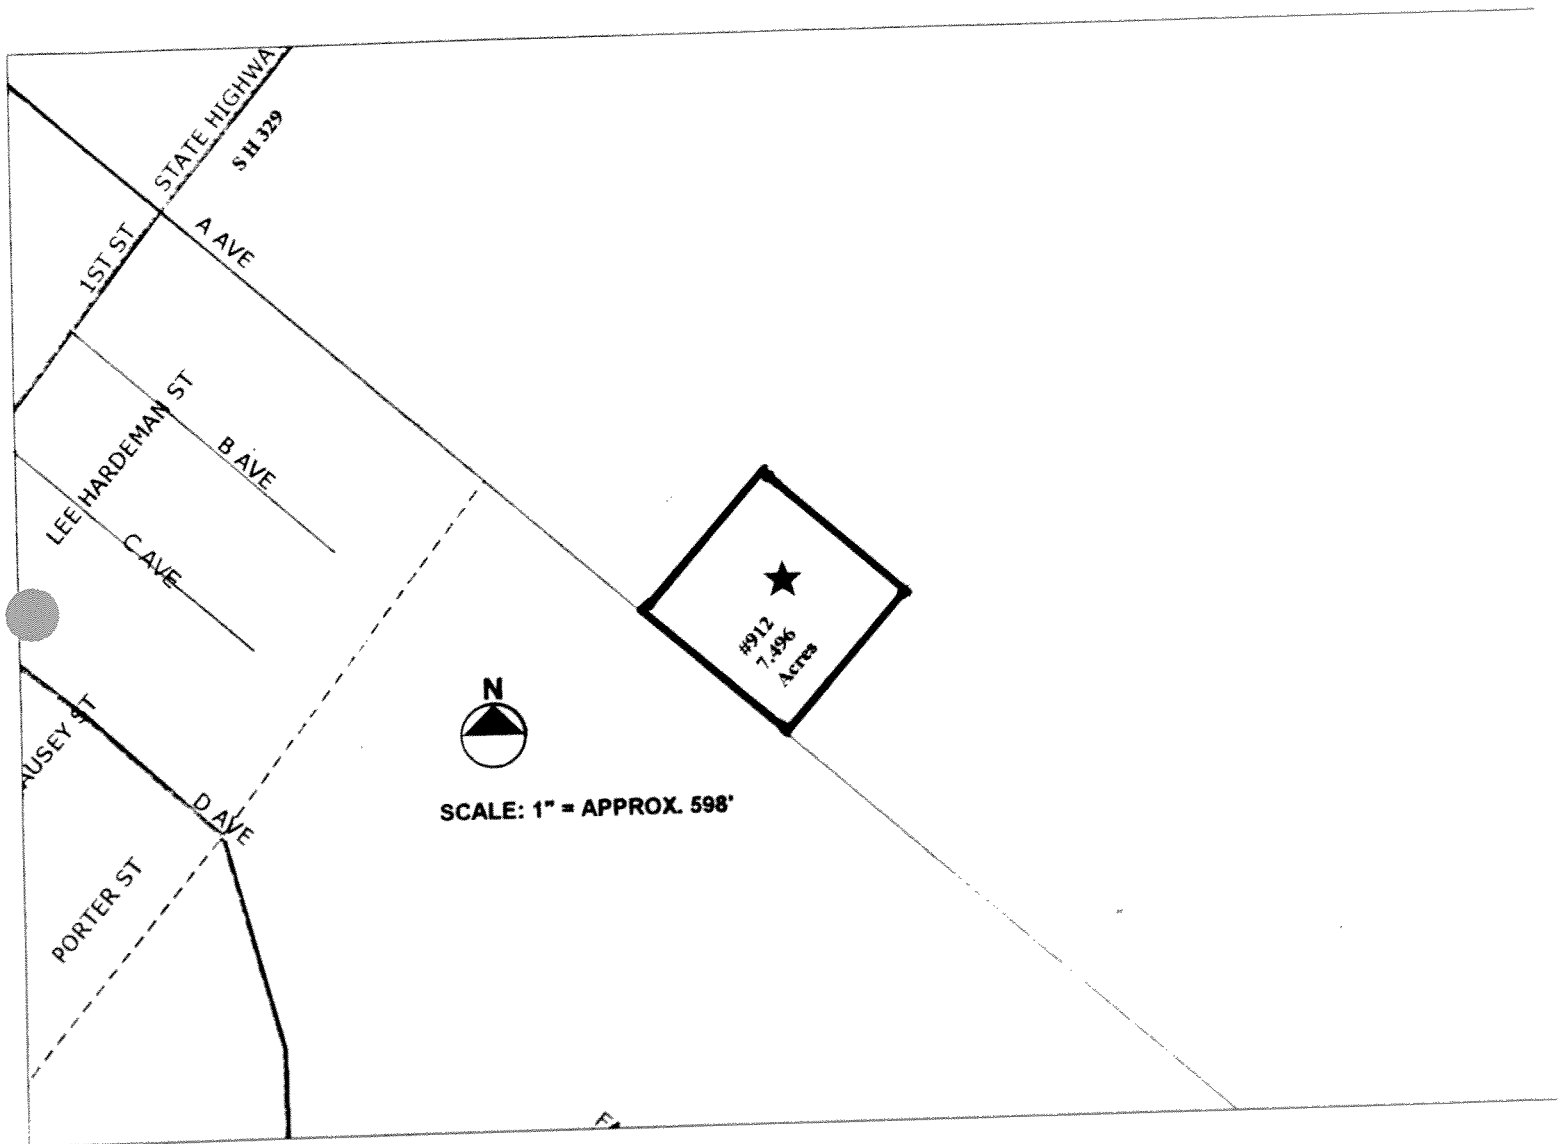 STATE HIGHWA
S H 329
1ST ST
A AVE
LEE HARDEMAN ST
B AVE
C AVE
#912
7.496
Acres
N
AUSEY ST
SCALE: 1" = APPROX. 598'
D AVE
PORTER ST